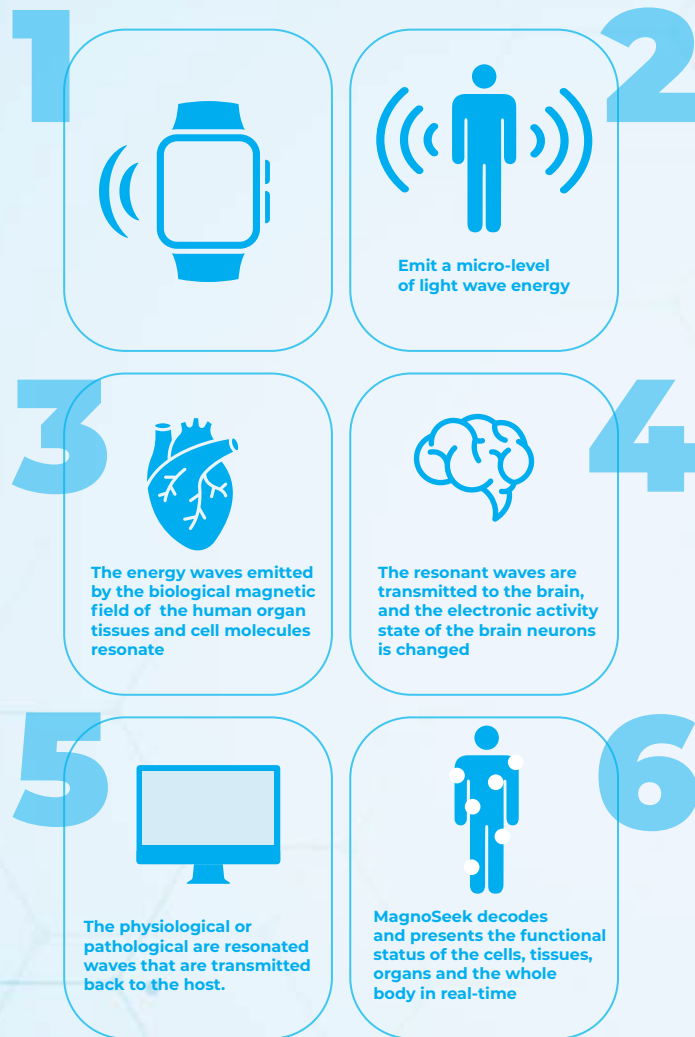 1
2
Emit a micro-level
of light wave energy
3
The energy waves emitted
by the biological magnetic
field of  the human organ
tissues and cell molecules
resonate
4
The resonant waves are
transmitted to the brain,
and the electronic activity
state of the brain neurons
is changed
5
The physiological or
pathological are resonated
waves that are transmitted
back to the host.
6
MagnoSeek decodes
and presents the functional
status of the cells, tissues,
organs and the whole
body in real-time